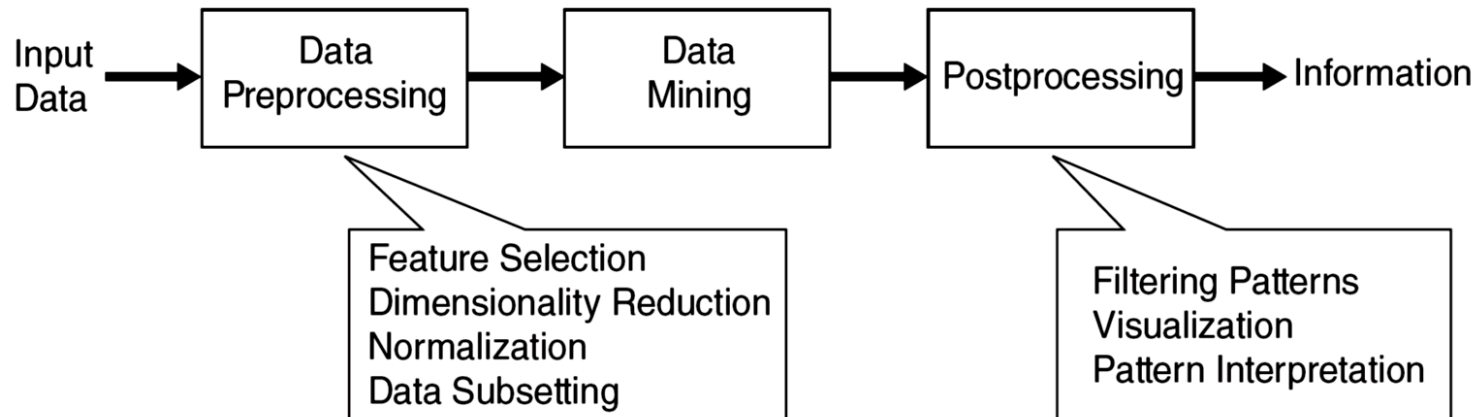 Input
Data
Data
Preprocessing
Data
Mining
Postprocessing
Information
Feature Selection
Dimensionality Reduction
Normalization
Data Subsetting
Filtering Patterns
Visualization
Pattern Interpretation